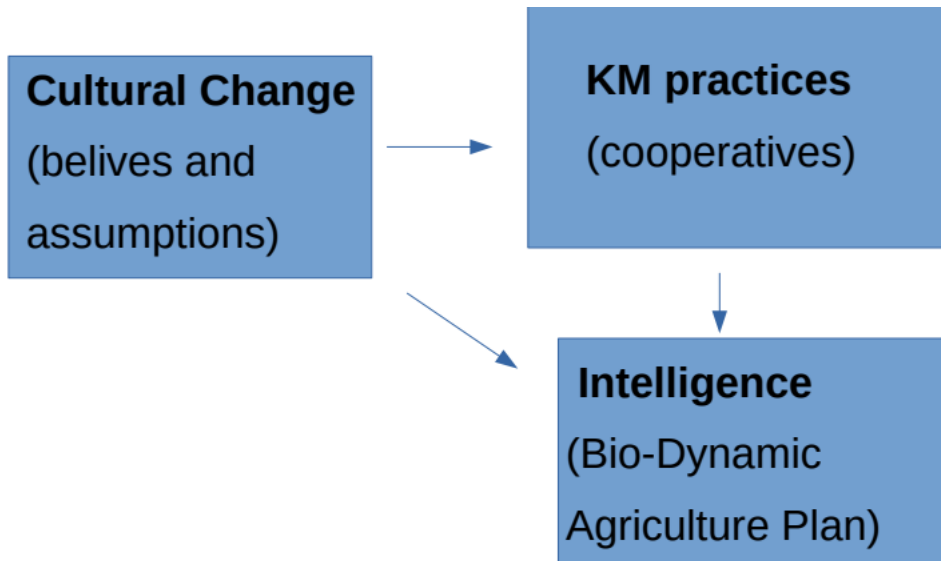 Cultural Change
(belives and
assumptions)
KM practices
(cooperatives)
Intelligence
(Bio-Dynamic
Agriculture Plan)